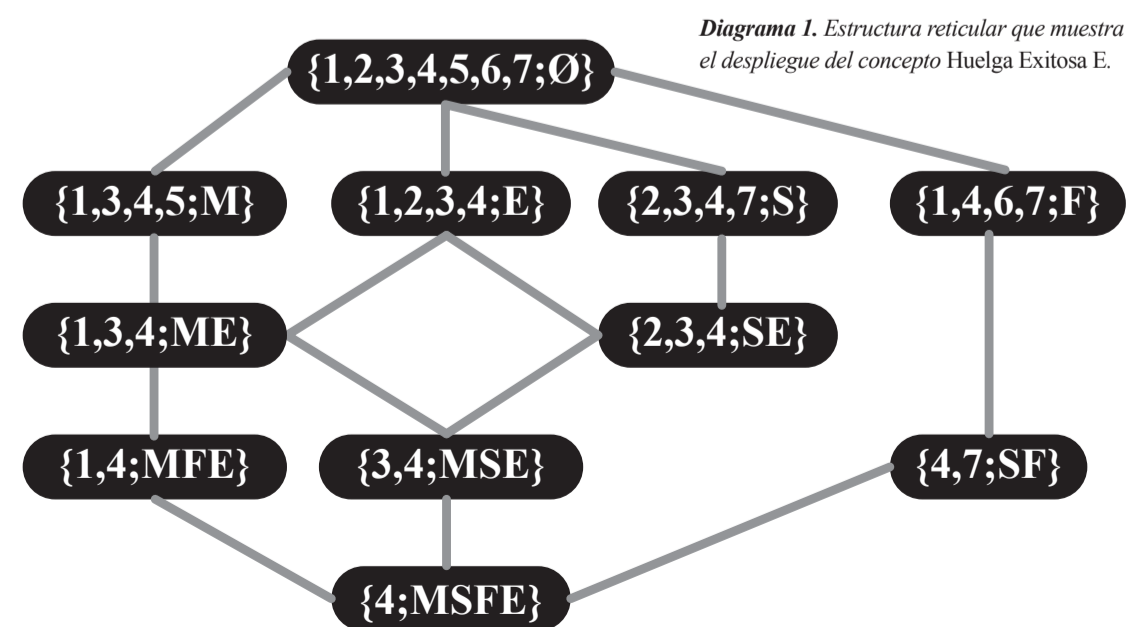 Diagrama 1. Estructura reticular que muestra
el despliegue del concepto Huelga Exitosa E.
{1,2,3,4,5,6,7;Ø}
{1,3,4,5;M}
{1,2,3,4;E}
{2,3,4,7;S}
{1,4,6,7;F}
{1,3,4;ME}
{2,3,4;SE}
{1,4;MFE}
{3,4;MSE}
{4,7;SF}
{4;MSFE}